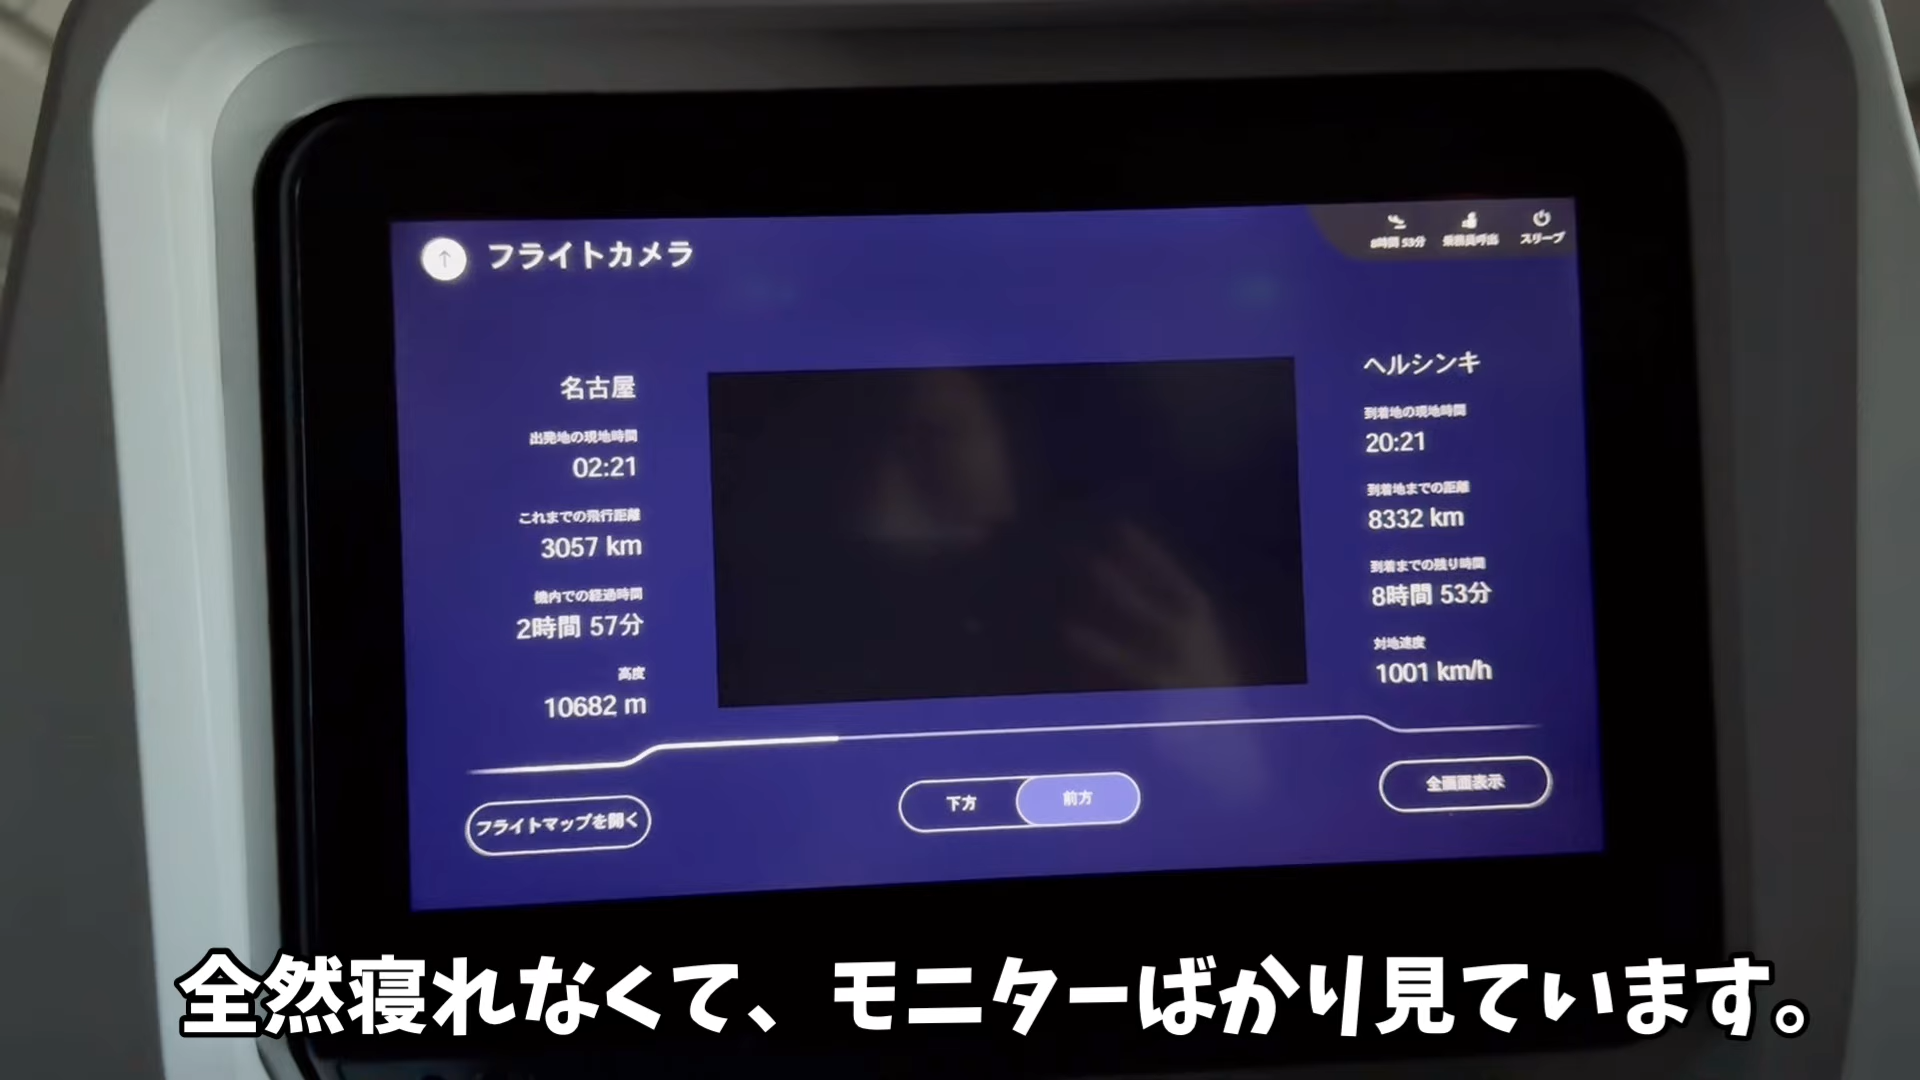 フライトカメラ
8時間 53分
乗務員呼出
スリープ
名古屋
出発地の現地時間
02:21
これまでの飛行距離
3057 km
機内での経過時間
2時間 57分
高度
10682 m
ヘルシンキ
到着地の現地時間
20:21
到着地までの距離
8332 km
到着までの残り時間
8時間 53分
対地速度
1001 km/h
フライトマップを開く
下方
前方
全画面表示
全然寝れなくて、モニターばかり見ています。